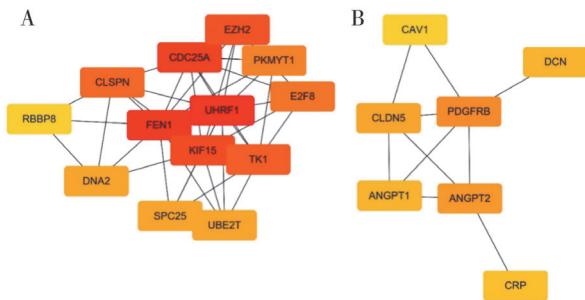 A
EZH2
CDC25A
PKMYT1
CLSPN
E2F8
UHRF1
RBBP8
FEN1
KIF15
TK1
DNA2
SPC25
UBE2T
B
CAV1
DCN
PDGFRB
CLDN5
ANGPT1
ANGPT2
CRP